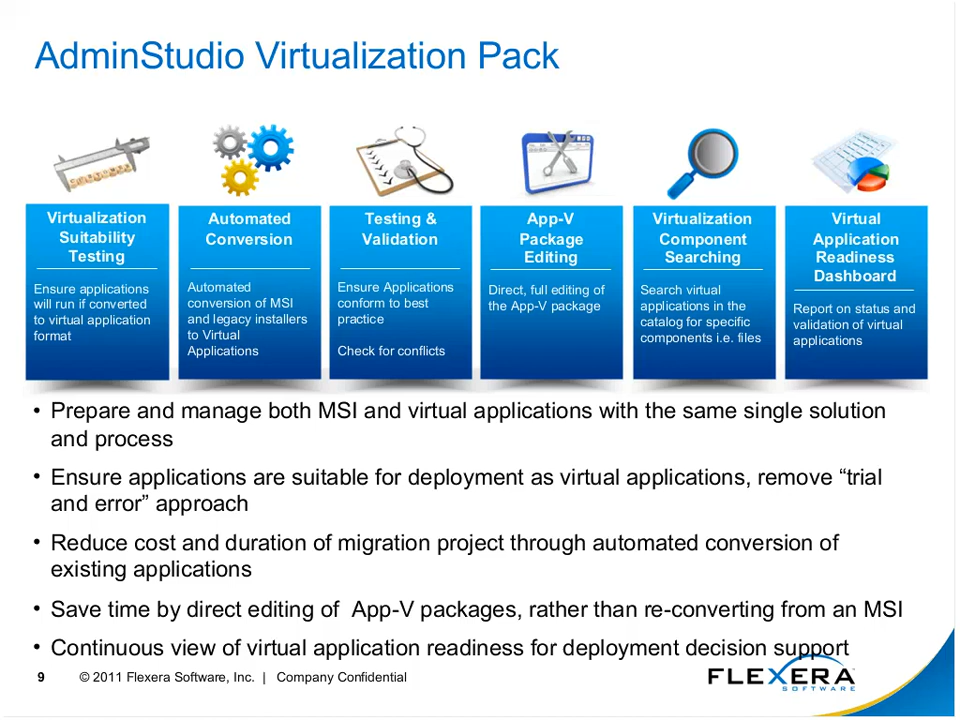 AdminStudio Virtualization Pack
Virtualization
Suitability
Testing
Ensure applications
will run if converted
to virtual application
format
Automated
Conversion
Automated
conversion of MSI
and legacy installers
to Virtual
Applications
Testing &
Validation
Ensure Applications
conform to best
practice
Check for conflicts
App-V
Package
Editing
Direct, full editing of
the App-V package
Virtualization
Component
Searching
Search virtual
applications in the
catalog for specific
components i.e. files
Virtual
Application
Readiness
Dashboard
Report on status and
validation of virtual
applications
• Prepare and manage both MSI and virtual applications with the same single solution
and process
• Ensure applications are suitable for deployment as virtual applications, remove “trial
and error” approach
• Reduce cost and duration of migration project through automated conversion of
existing applications
• Save time by direct editing of  App-V packages, rather than re-converting from an MSI
• Continuous view of virtual application readiness for deployment decision support
9 © 2011 Flexera Software, Inc. | Company Confidential
FLEXERA
SOFTWARE